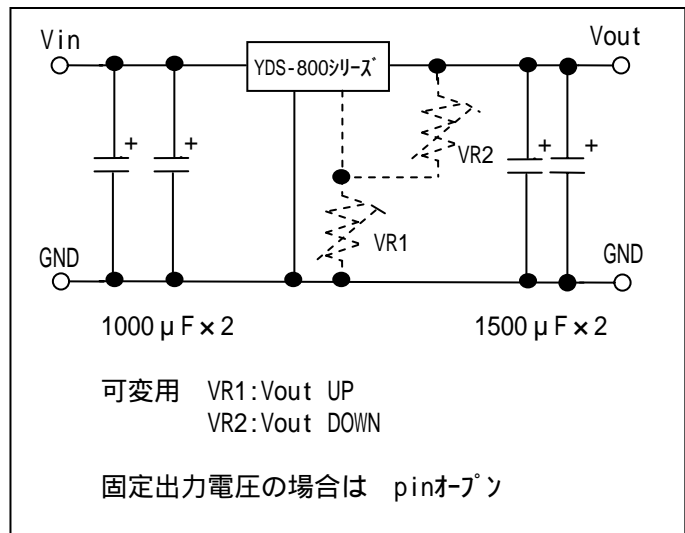 Vin
Vout
YDS-800ｼﾘｰｽﾞ
+
+
+
+
VR2
VR1
GND
GND
1000μF×2
1500μF×2
可変用 VR1:Vout UP
VR2:Vout DOWN
固定出力電圧の場合は pinｵｰﾌﾟﾝ